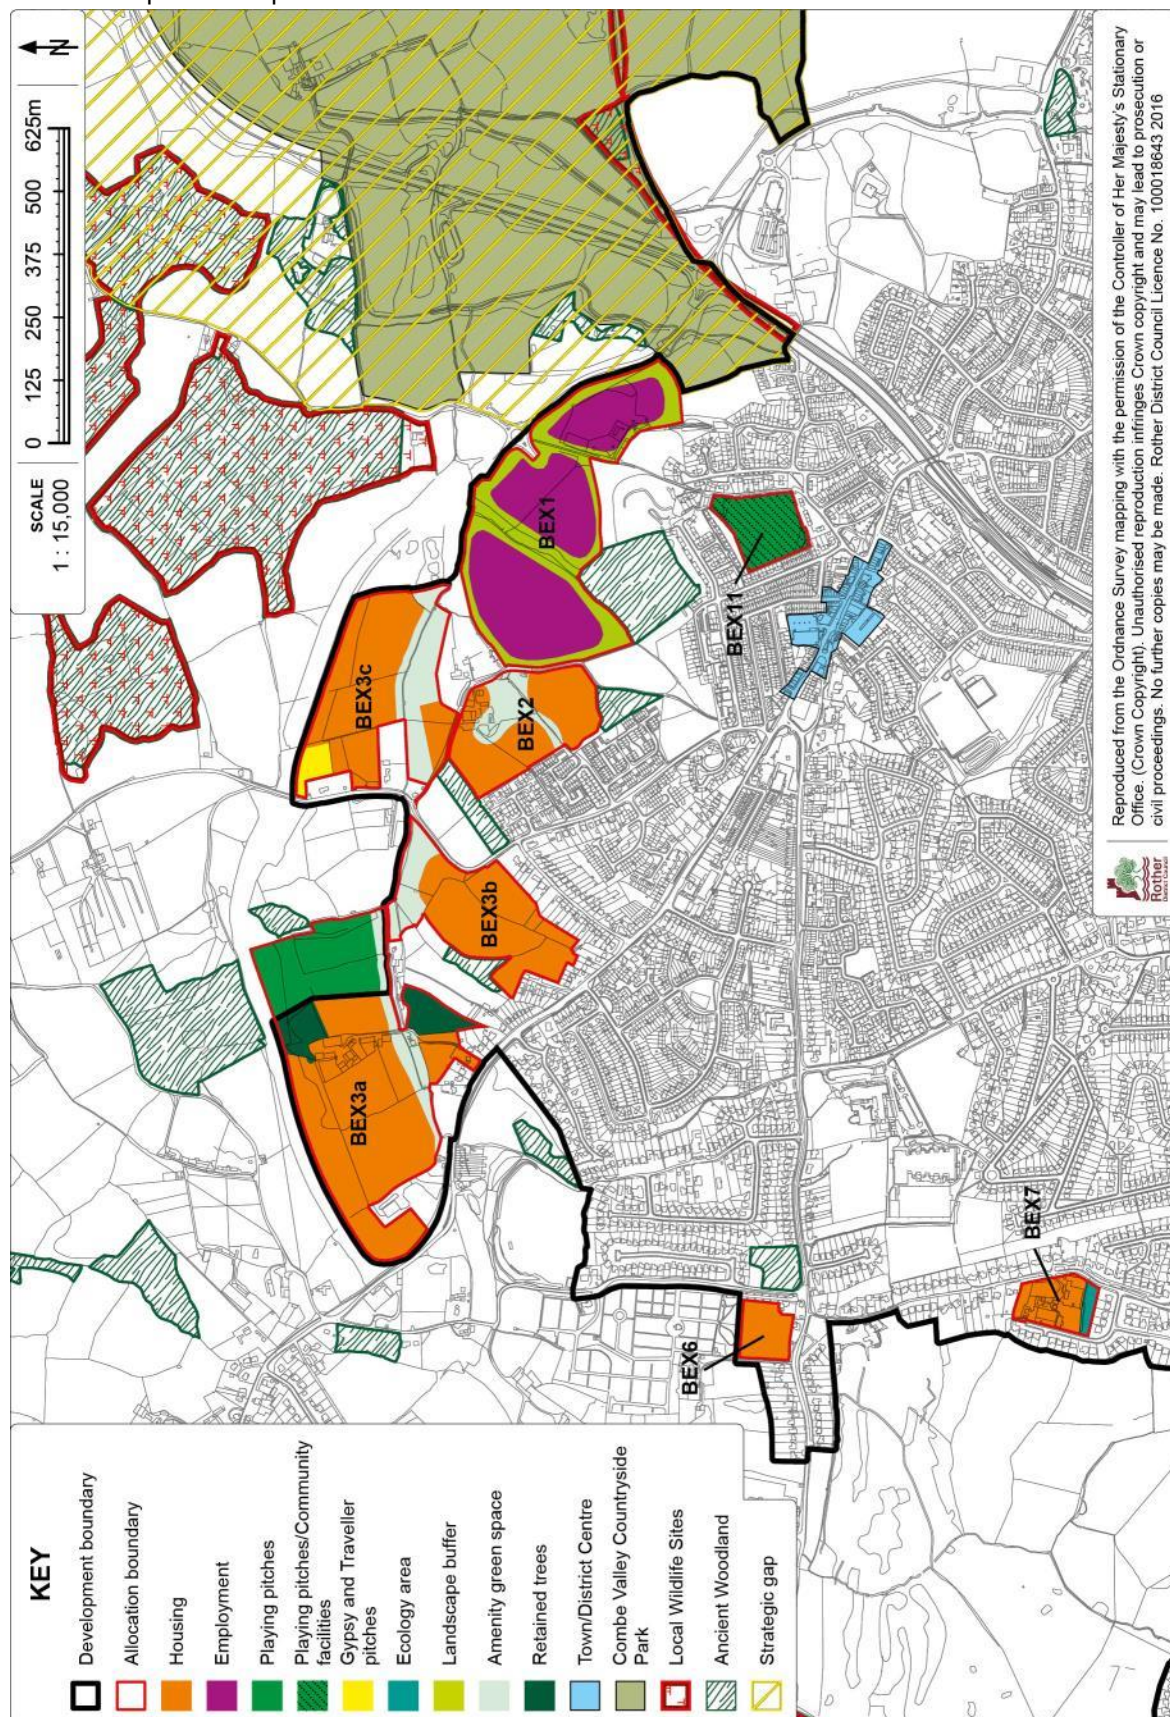 KEY
Development boundary
Allocation boundary
Housing
Employment
Playing pitches
Playing pitches/Community
facilities
Gypsy and Traveller
pitches
Ecology area
Landscape buffer
Amenity green space
Retained trees
Town/District Centre
Combe Valley Countryside
Park
Local Wildlife Sites
Ancient Woodland
Strategic gap
SCALE
1 : 15,000
0 125 250 375 500 625m
N
BEX3a
BEX3b
BEX3c
BEX2
BEX1
BEX11
BEX6
BEX7
Rother
District Council
Reproduced from the Ordnance Survey mapping with the permission of the Controller of Her Majesty's Stationary
Office. (Crown Copyright). Unauthorised reproduction infringes Crown copyright and may lead to prosecution or
civil proceedings. No further copies may be made. Rother District Council Licence No. 100018643 2016